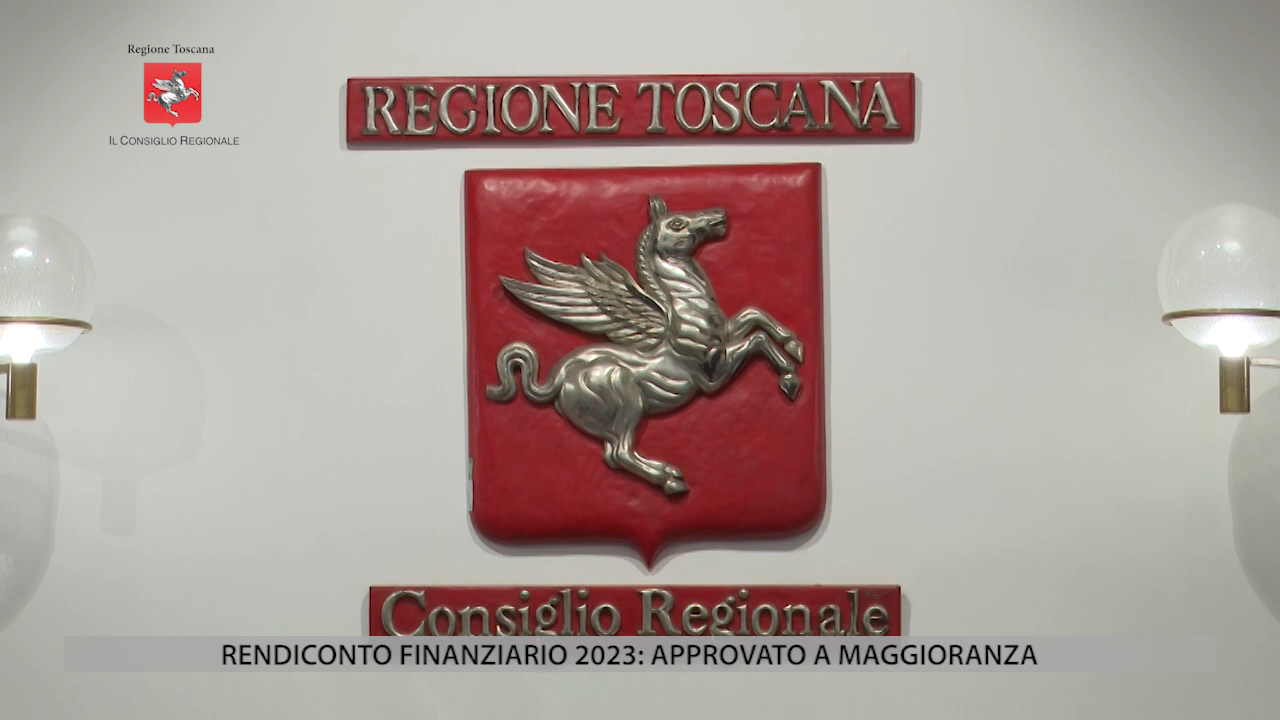 Regione Toscana
IL CONSIGLIO REGIONALE
REGIONE TOSCANA
Consiglio Regionale
RENDICONTO FINANZIARIO 2023: APPROVATO A MAGGIORANZA